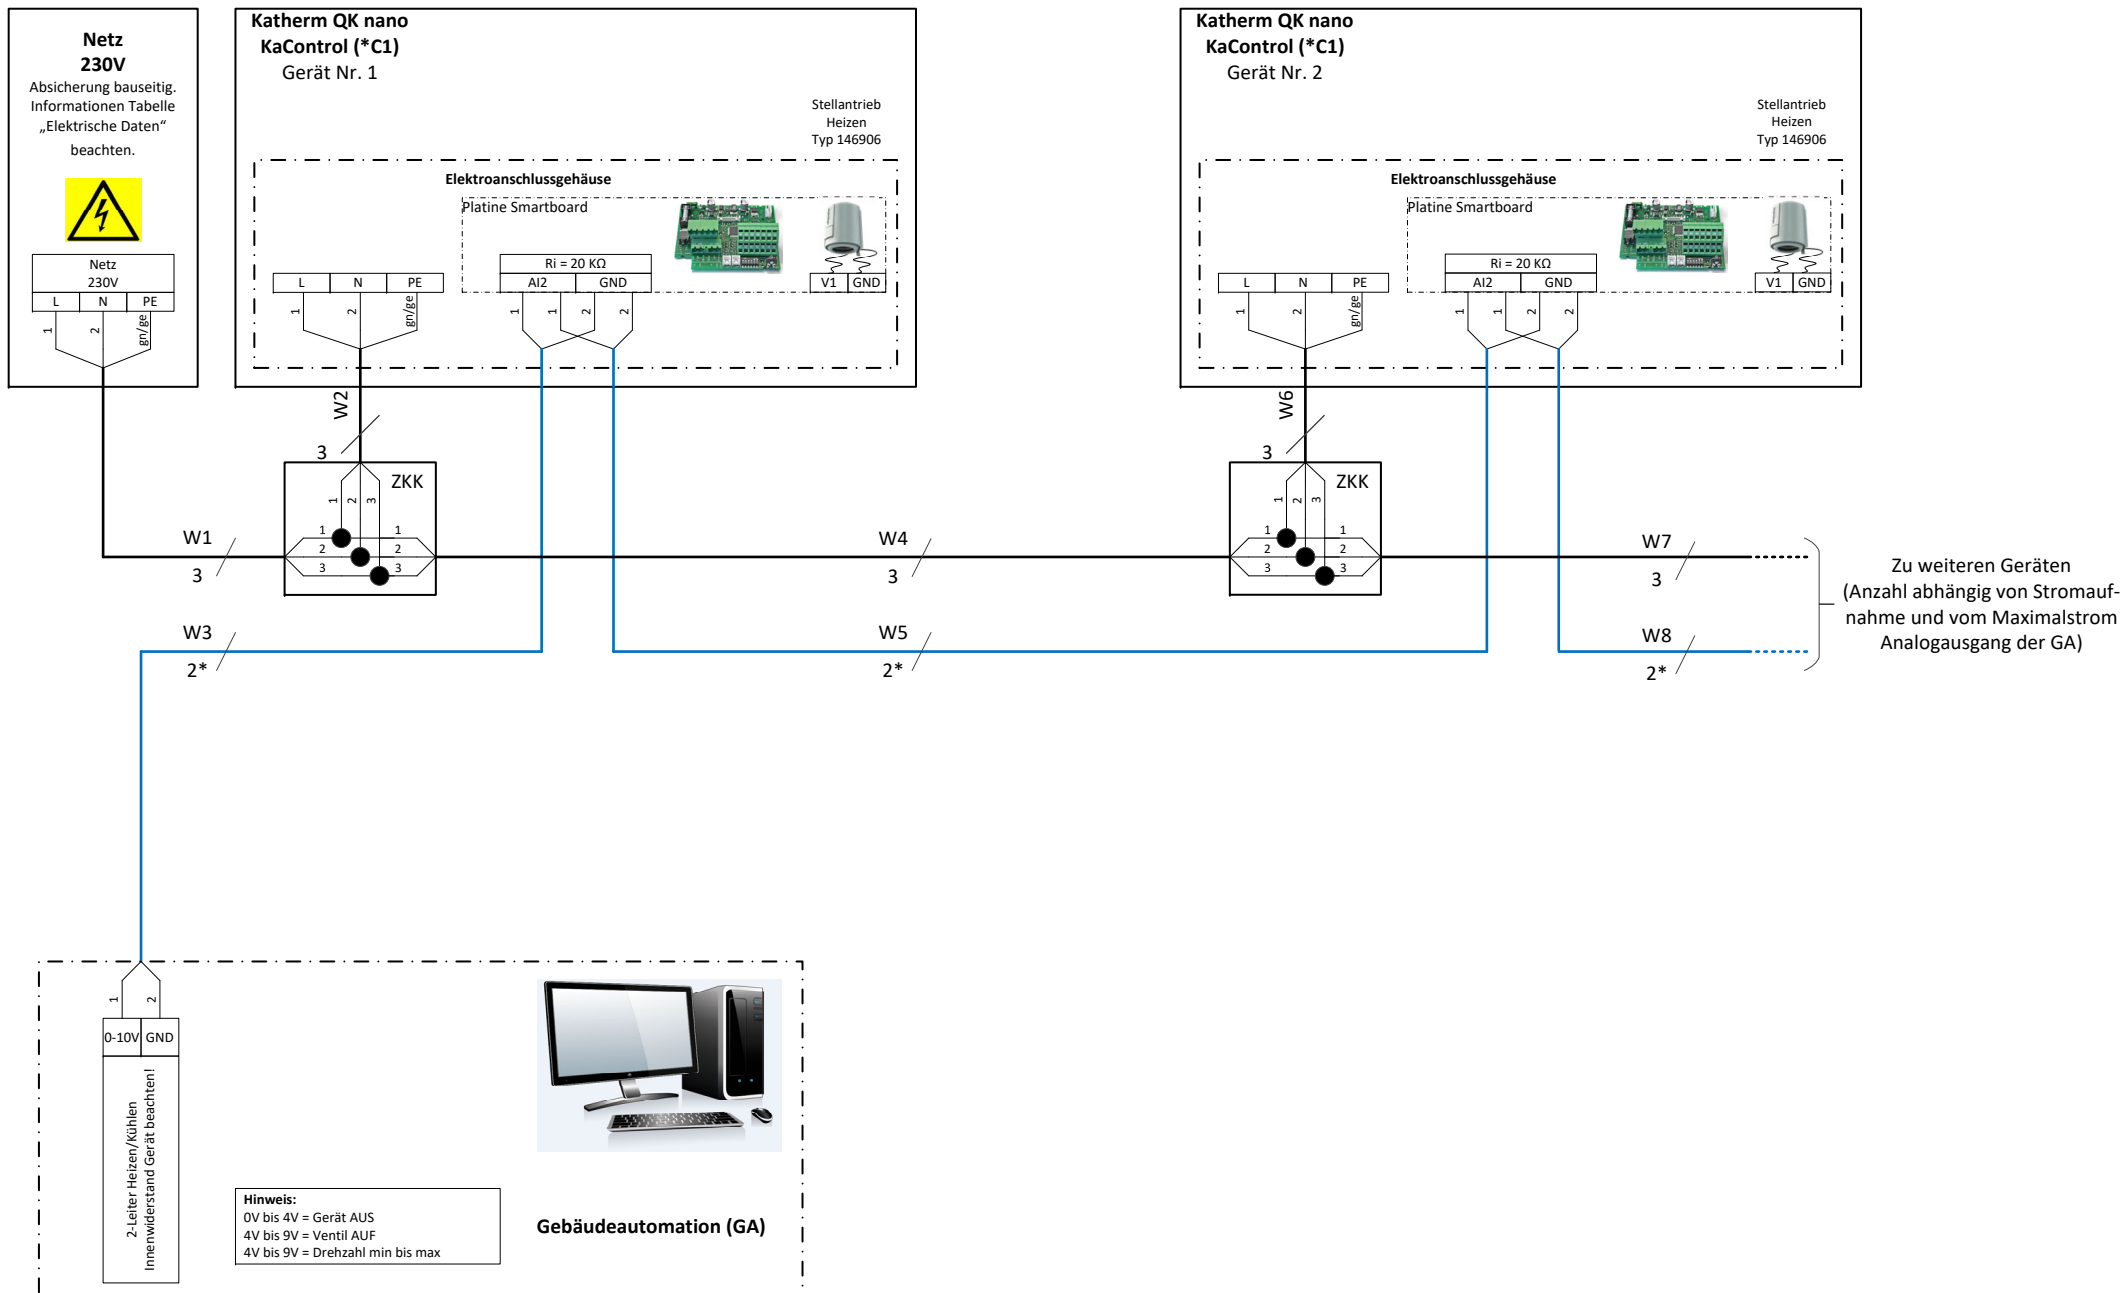 Netz
230V
Absicherung bauseitig.
Informationen Tabelle
„Elektrische Daten“
beachten.
Netz
230V
L N PE
1 2 gn/ge
Katherm QK nano
KaControl (*C1)
Gerät Nr. 1
Stellantrieb
Heizen
Typ 146906
Elektroanschlussgehäuse
Platine Smartboard
Ri = 20 KΩ
L N PE
AI2 GND
V1 GND
1 2 gn/ge
1 1 2 2
W2
3
ZKK
1 2 3
1 1
2 2
3 3
Katherm QK nano
KaControl (*C1)
Gerät Nr. 2
Stellantrieb
Heizen
Typ 146906
Elektroanschlussgehäuse
Platine Smartboard
Ri = 20 KΩ
L N PE
AI2 GND
V1 GND
1 2 gn/ge
1 1 2 2
W6
3
ZKK
1 2 3
1 1
2 2
3 3
W1
3
W4
3
W7
3
W3
2*
W5
2*
W8
2*
Zu weiteren Geräten
(Anzahl abhängig von Stromauf-
nahme und vom Maximalstrom
Analogausgang der GA)
1 2
0-10V GND
2-Leiter Heizen/Kühlen
Innenwiderstand Gerät beachten!
Hinweis:
0V bis 4V = Gerät AUS
4V bis 9V = Ventil AUF
4V bis 9V = Drehzahl min bis max
Gebäudeautomation (GA)